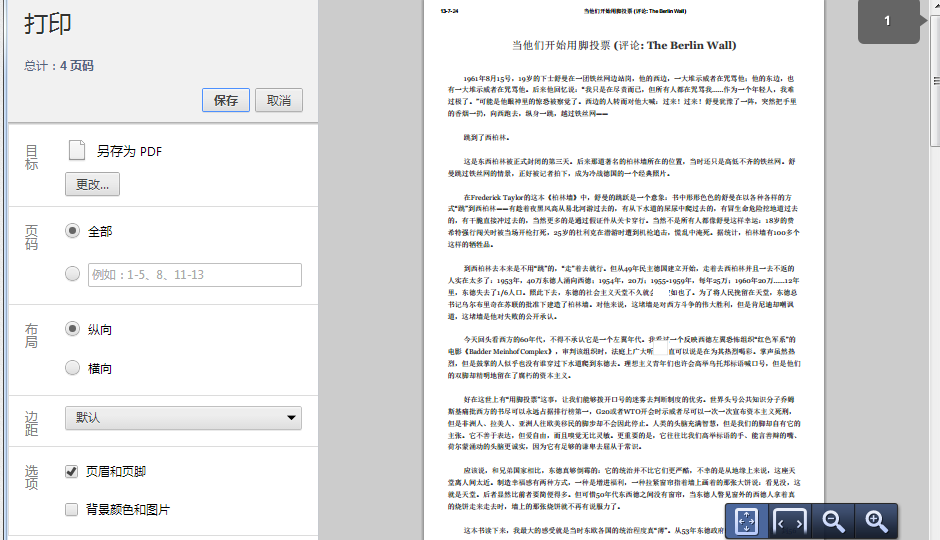 打印
总计：4 页码
保存
取消
目标
另存为 PDF
更改...
页码
全部
例如：1-5、8、11-13
布局
纵向
横向
边距
默认
选项
页眉和页脚
背景颜色和图片
13-7-24
当他们开始用脚投票 (评论: The Berlin Wall)
1
当他们开始用脚投票 (评论: The Berlin Wall)
1961年8月15号，19岁的下士舒曼在一团铁丝网边站岗，他的西边，一大堆示威者在咒骂他；他的东边，也
有一大堆示威者在咒骂他。后来他回忆说：“我只是在尽责而已，但所有人都在咒骂我……作为一个年轻人，我难
过极了。”可能是他眼神里的惊恐被察觉了。西边的人转而对他大喊：过来！过来！舒曼犹豫了一阵，突然把手里
的香烟一扔，向西跑去，纵身一跳，越过铁丝网——
跳到了西柏林。
这是东西柏林被正式封闭的第三天。后来那道著名的柏林墙所在的位置，当时还只是高低不齐的铁丝网。舒
曼跳过铁丝网的情景，正好被记者拍下，成为冷战德国的一个经典照片。
在Frederick Taylor的这本《柏林墙》中，舒曼的跳跃是一个意象：书中形形色色的舒曼在以各种各样的方
式“跳”到西柏林——有趁着夜黑风高从易北河游过去的，有从下水道的屎尿中爬过去的，有冒生命危险挖地道过去
的，有干脆直接冲过去的，当然更多的是通过假证件从关卡穿行。当然不是所有人都像舒曼这样幸运：18岁的费
希特强行闯关时被当场开枪打死，25岁的杜利克在潜游时遭到机枪追击，慌乱中淹死。据统计，柏林墙有100多个
这样的牺牲品。
到西柏林去本来是不用“跳”的，“走”着去就行。但从49年民主德国建立开始，走着去西柏林并且一去不返的
人实在太多了：1953年，40万东德人涌向西德；1954年，20万；1955-1959年，每年25万；1960年20万……12年
里，东德失去了1/6人口。照此下去，东德的社会主义天堂不久就会 如也了。为了将人民挽留在天堂，东德总
书记乌尔布里奇在苏联的批准下建造了柏林墙。对他来说，这堵墙是对西方斗争的伟大胜利，但是肯尼迪却嘲讽
道，这堵墙是他对失败的公开承认。
今天回头看西方的60年代，不得不承认它是一个左翼年代。我看过一个反映西德左翼恐怖组织“红色军系”的
电影《Badder Meinhof Complex》，审判该组织时，法庭上广大听 直可以说是在为其热烈喝彩。掌声虽然热
烈，但是鼓掌的人似乎也没有谁穿过下水道爬到东德去。理想主义青年们也许会高举乌托邦标语喊口号，但是他们
的双脚却精明地留在了腐朽的资本主义。
好在这世上有“用脚投票”这事，让我们能够拨开口号的迷雾去判断制度的优劣。世界头号公共知识分子乔姆
斯基痛批西方的书尽可以永远占据排行榜第一，G20或者WTO开会时示威者尽可以一次一次宣布资本主义死刑，
但是非洲人、拉美人、亚洲人往欧美移民的脚步却不会因此停止。人类的头脑充满智慧，但是我们的脚却自有它的
主张。它不善于表达，但爱自由，而且嗅觉无比灵敏。更重要的是，它往往比我们高举标语的手、能言善辩的嘴、
荷尔蒙涌动的头脑更诚实，因为它有足够的谦卑去屈从于常识。
应该说，和兄弟国家相比，东德真够倒霉的：它的统治并不比它们更严酷，不幸的是从地缘上来说，这座天
堂离人间太近。制造幸福感有两种方式，一种是增进福利，一种拉紧窗帘指着墙上画着的那张大饼说：看见没，这
就是天堂。后者显然比前者要简便得多。但可惜50年代东西德之间没有窗帘，当东德人瞥见窗外的西德人拿着真
的烧饼走来走去时，墙上的那张烧饼就不再有说服力了。
这本书读下来，我最大的感受就是当时东欧各国的统治程度真“薄”。从53年东德政府